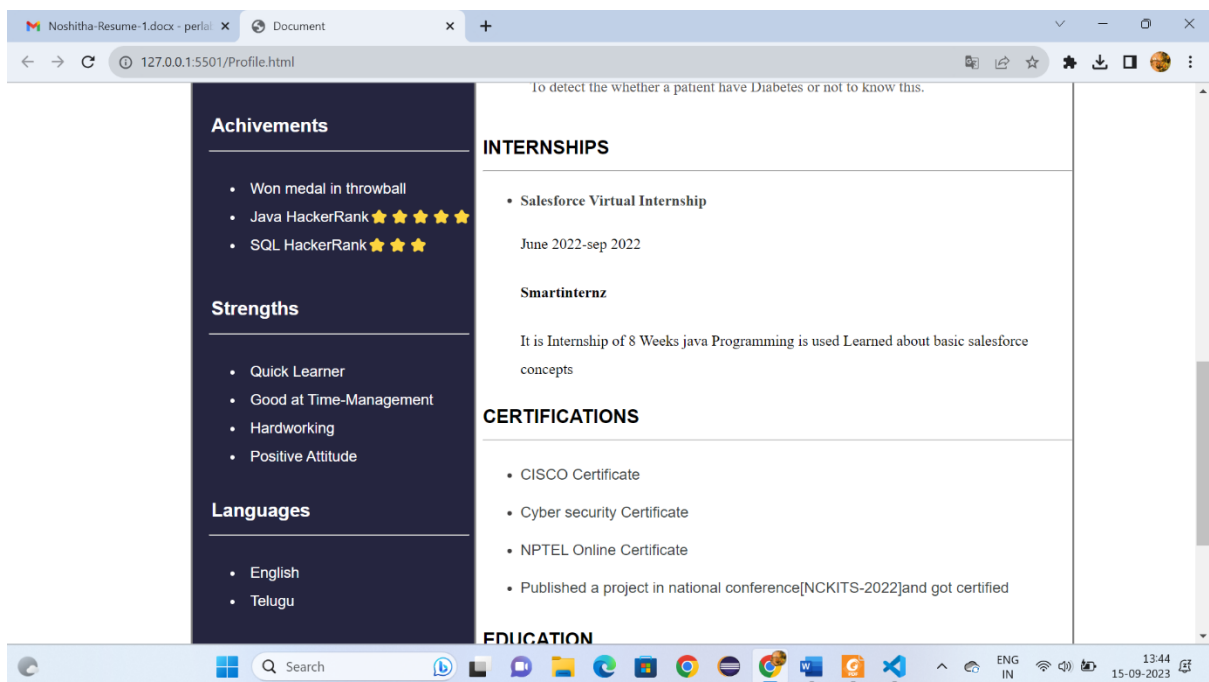 Noshitha-Resume-1.docx - perla
Document
127.0.0.1:5501/Profile.html
Achivements
Won medal in throwball
Java HackerRank
SQL HackerRank
Strengths
Quick Learner
Good at Time-Management
Hardworking
Positive Attitude
Languages
English
Telugu
To detect the whether a patient have Diabetes or not to know this.
INTERNSHIPS
Salesforce Virtual Internship
June 2022-sep 2022
Smartinternz
It is Internship of 8 Weeks java Programming is used Learned about basic salesforce
concepts
CERTIFICATIONS
CISCO Certificate
Cyber security Certificate
NPTEL Online Certificate
Published a project in national conference[NCKITS-2022]and got certified
EDUCATION
Search
ENG
IN
13:44
15-09-2023